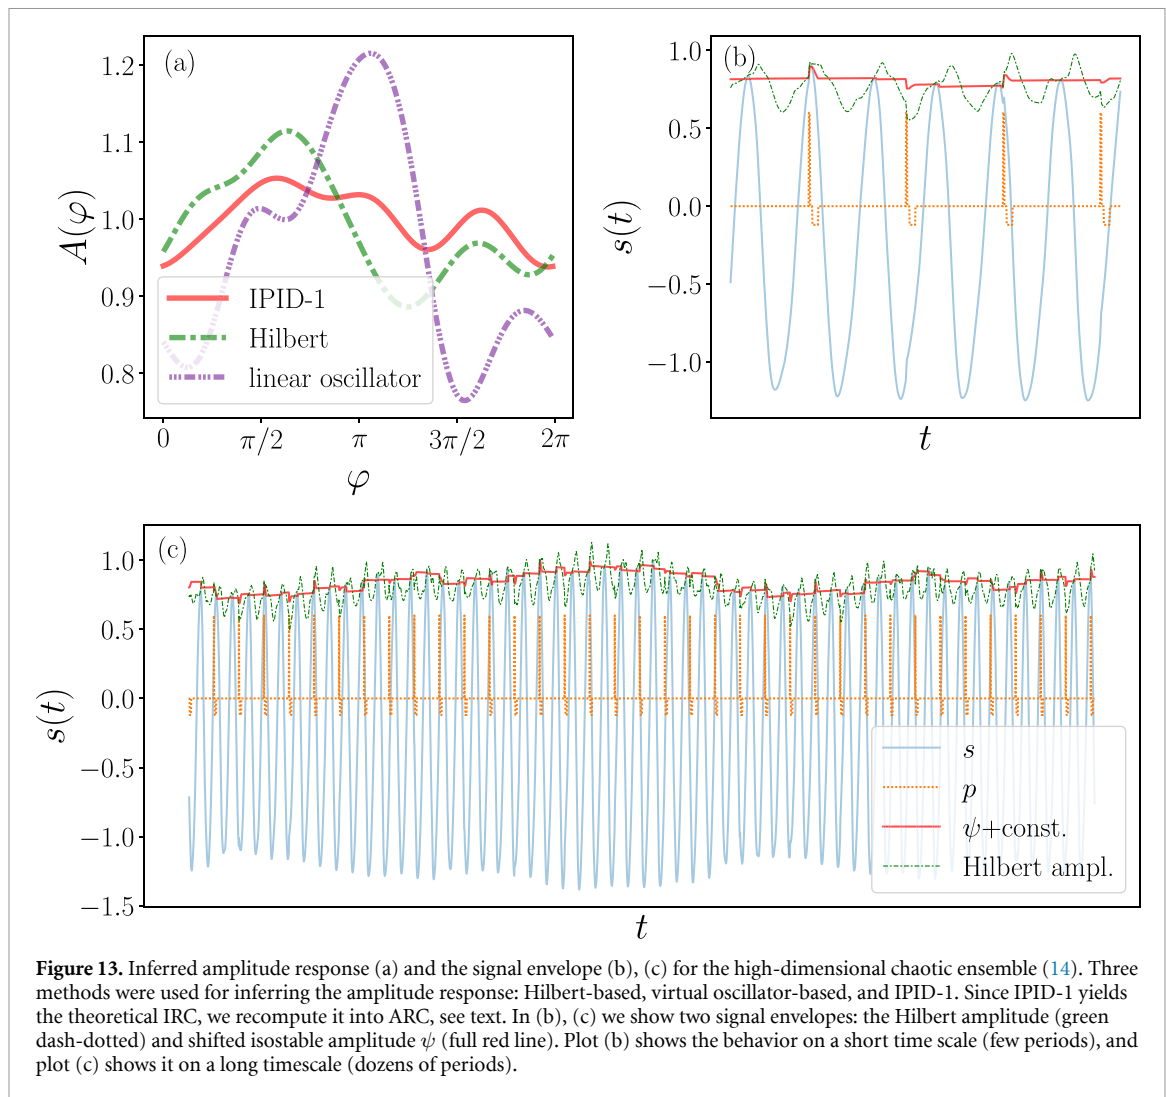 (a)
1.2
1.1
1.0
0.9
0.8
A(φ)
IPID-1
Hilbert
linear oscillator
0
π/2
π
3π/2
2π
φ
(b)
1.0
0.5
0.0
−0.5
−1.0
s(t)
t
(c)
1.0
0.5
0.0
−0.5
−1.0
−1.5
s(t)
s
p
ψ+const.
Hilbert ampl.
t
Figure 13. Inferred amplitude response (a) and the signal envelope (b), (c) for the high-dimensional chaotic ensemble (14). Three
methods were used for inferring the amplitude response: Hilbert-based, virtual oscillator-based, and IPID-1. Since IPID-1 yields
the theoretical IRC, we recompute it into ARC, see text. In (b), (c) we show two signal envelopes: the Hilbert amplitude (green
dash-dotted) and shifted isostable amplitude ψ (full red line). Plot (b) shows the behavior on a short time scale (few periods), and
plot (c) shows it on a long timescale (dozens of periods).